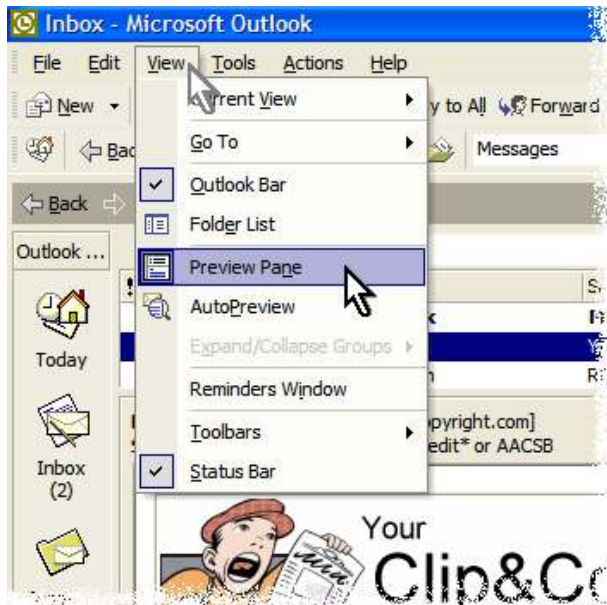 Inbox - Microsoft Outlook
File Edit View Tools Actions Help
New y to All Forward
Current View
Go To
Messages
Outlook Bar
Back
Folder List
Outlook ...
Preview Pane
AutoPreview
Expand/Collapse Groups
Today
Reminders Window
pyright.com]
Toolbars
edit* or AACSB
Inbox
(2)
Status Bar
Your
Clip&Co